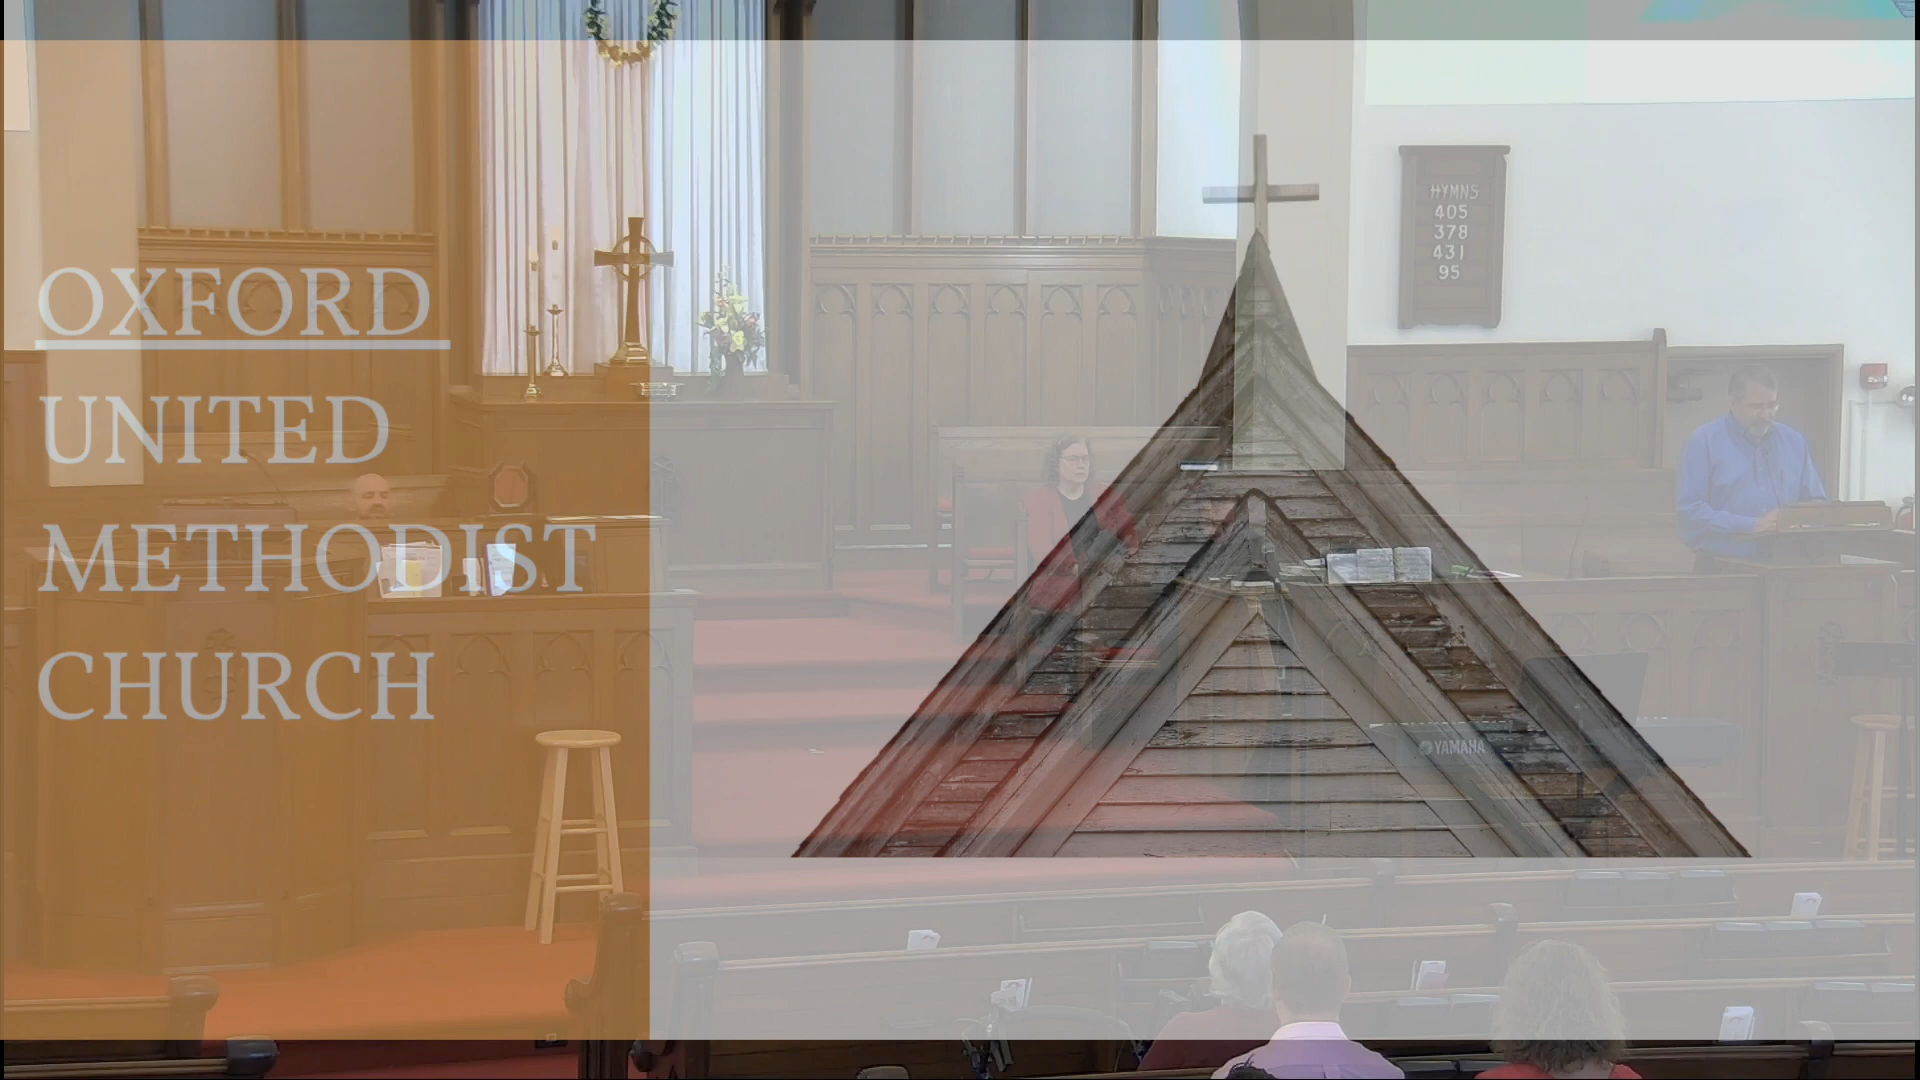 OXFORD
UNITED
METHODIST
CHURCH
HYMNS
405
378
431
95
YAMAHA